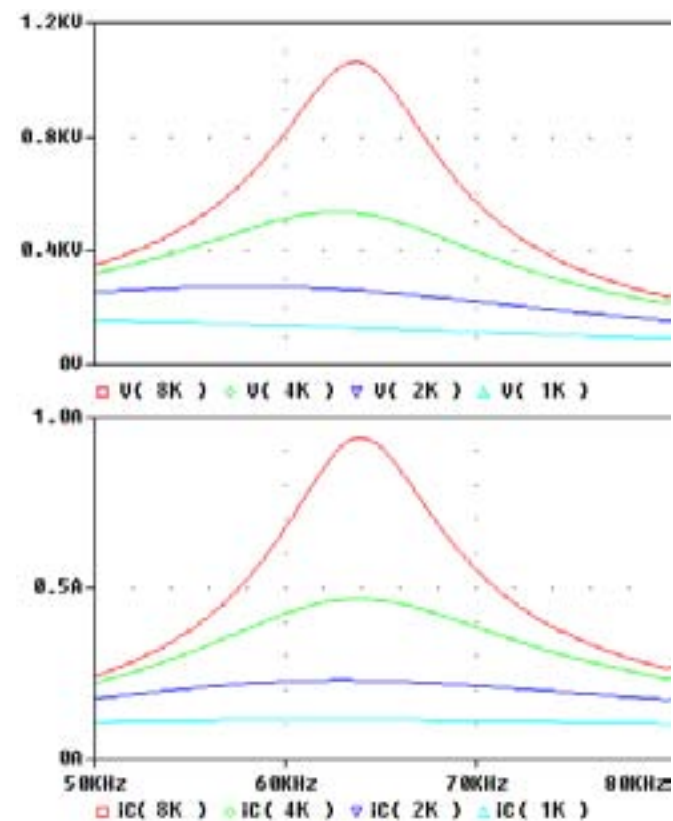 1.2KV
0.8KV
0.4KV
0V
V( 8K ) V( 4K ) V( 2K ) V( 1K )
1.0A
0.5A
0A
50KHz 60KHz 70KHz 80KHz
iC( 8K ) iC( 4K ) iC( 2K ) iC( 1K )